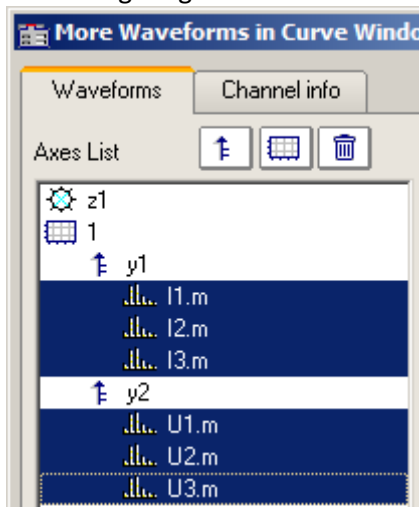 More Waveforms in Curve Windo
Waveforms Channel info
Axes List
z1
1
y1
I1.m
I2.m
I3.m
y2
U1.m
U2.m
U3.m